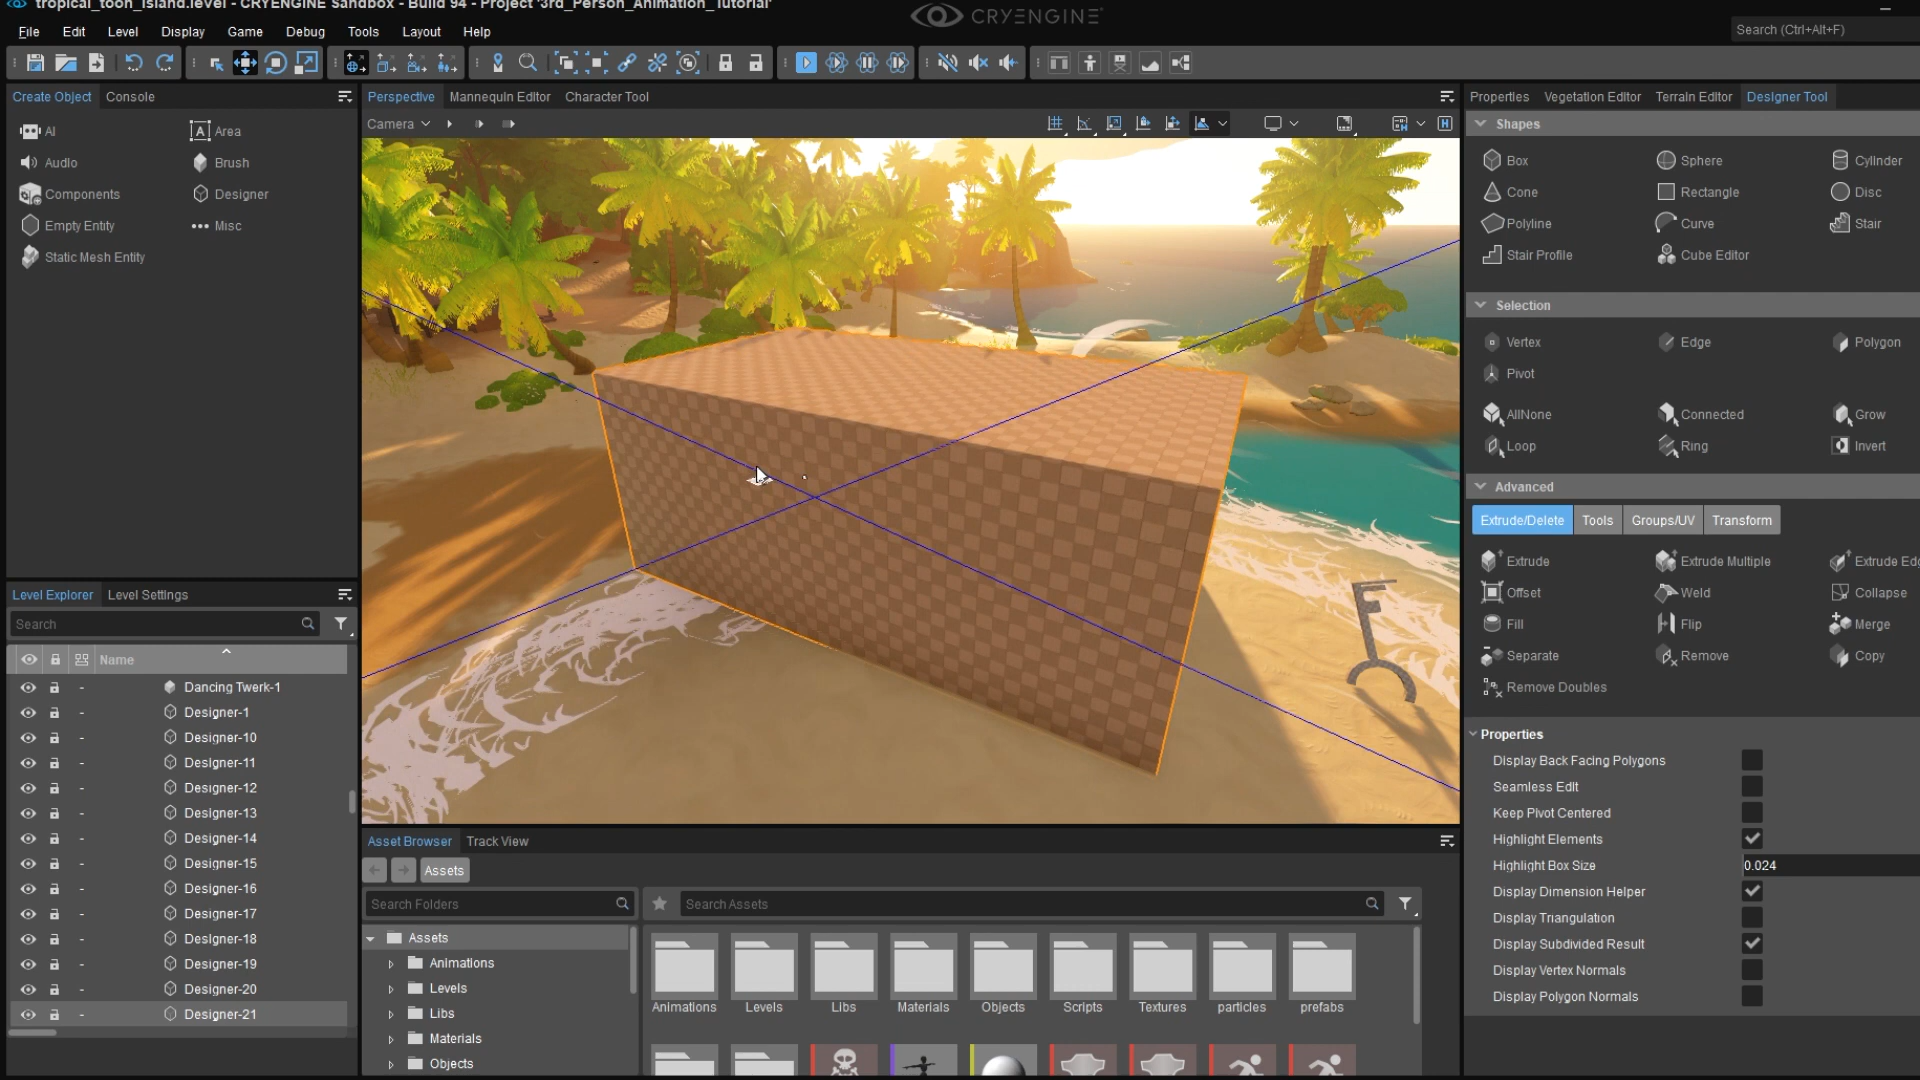 tropical_toon_island.level - CRYENGINE Sandbox - Build 94 - Project '3rd_Person_Animation_Tutorial'
CRYENGINE
File Edit Level Display Game Debug Tools Layout Help
Search (Ctrl+Alt+F)
Create Object Console
AI
Area
Audio
Brush
Components
Designer
Empty Entity
Misc
Static Mesh Entity
Level Explorer Level Settings
Search
Name
Dancing Twerk-1
Designer-1
Designer-10
Designer-11
Designer-12
Designer-13
Designer-14
Designer-15
Designer-16
Designer-17
Designer-18
Designer-19
Designer-20
Designer-21
Perspective Mannequin Editor Character Tool
Camera
Asset Browser Track View
Assets
Search Folders
Search Assets
Assets
Animations
Levels
Libs
Materials
Objects
Animations Levels Libs Materials Objects Scripts Textures particles prefabs
Properties Vegetation Editor Terrain Editor Designer Tool
Shapes
Box Sphere Cylinder
Cone Rectangle Disc
Polyline Curve Stair
Stair Profile Cube Editor
Selection
Vertex Edge Polygon
Pivot
AllNone Connected Grow
Loop Ring Invert
Advanced
Extrude/Delete Tools Groups/UV Transform
Extrude Extrude Multiple Extrude Edg
Offset Weld Collapse
Fill Flip Merge
Separate Remove Copy
Remove Doubles
Properties
Display Back Facing Polygons
Seamless Edit
Keep Pivot Centered
Highlight Elements
Highlight Box Size 0.024
Display Dimension Helper
Display Triangulation
Display Subdivided Result
Display Vertex Normals
Display Polygon Normals